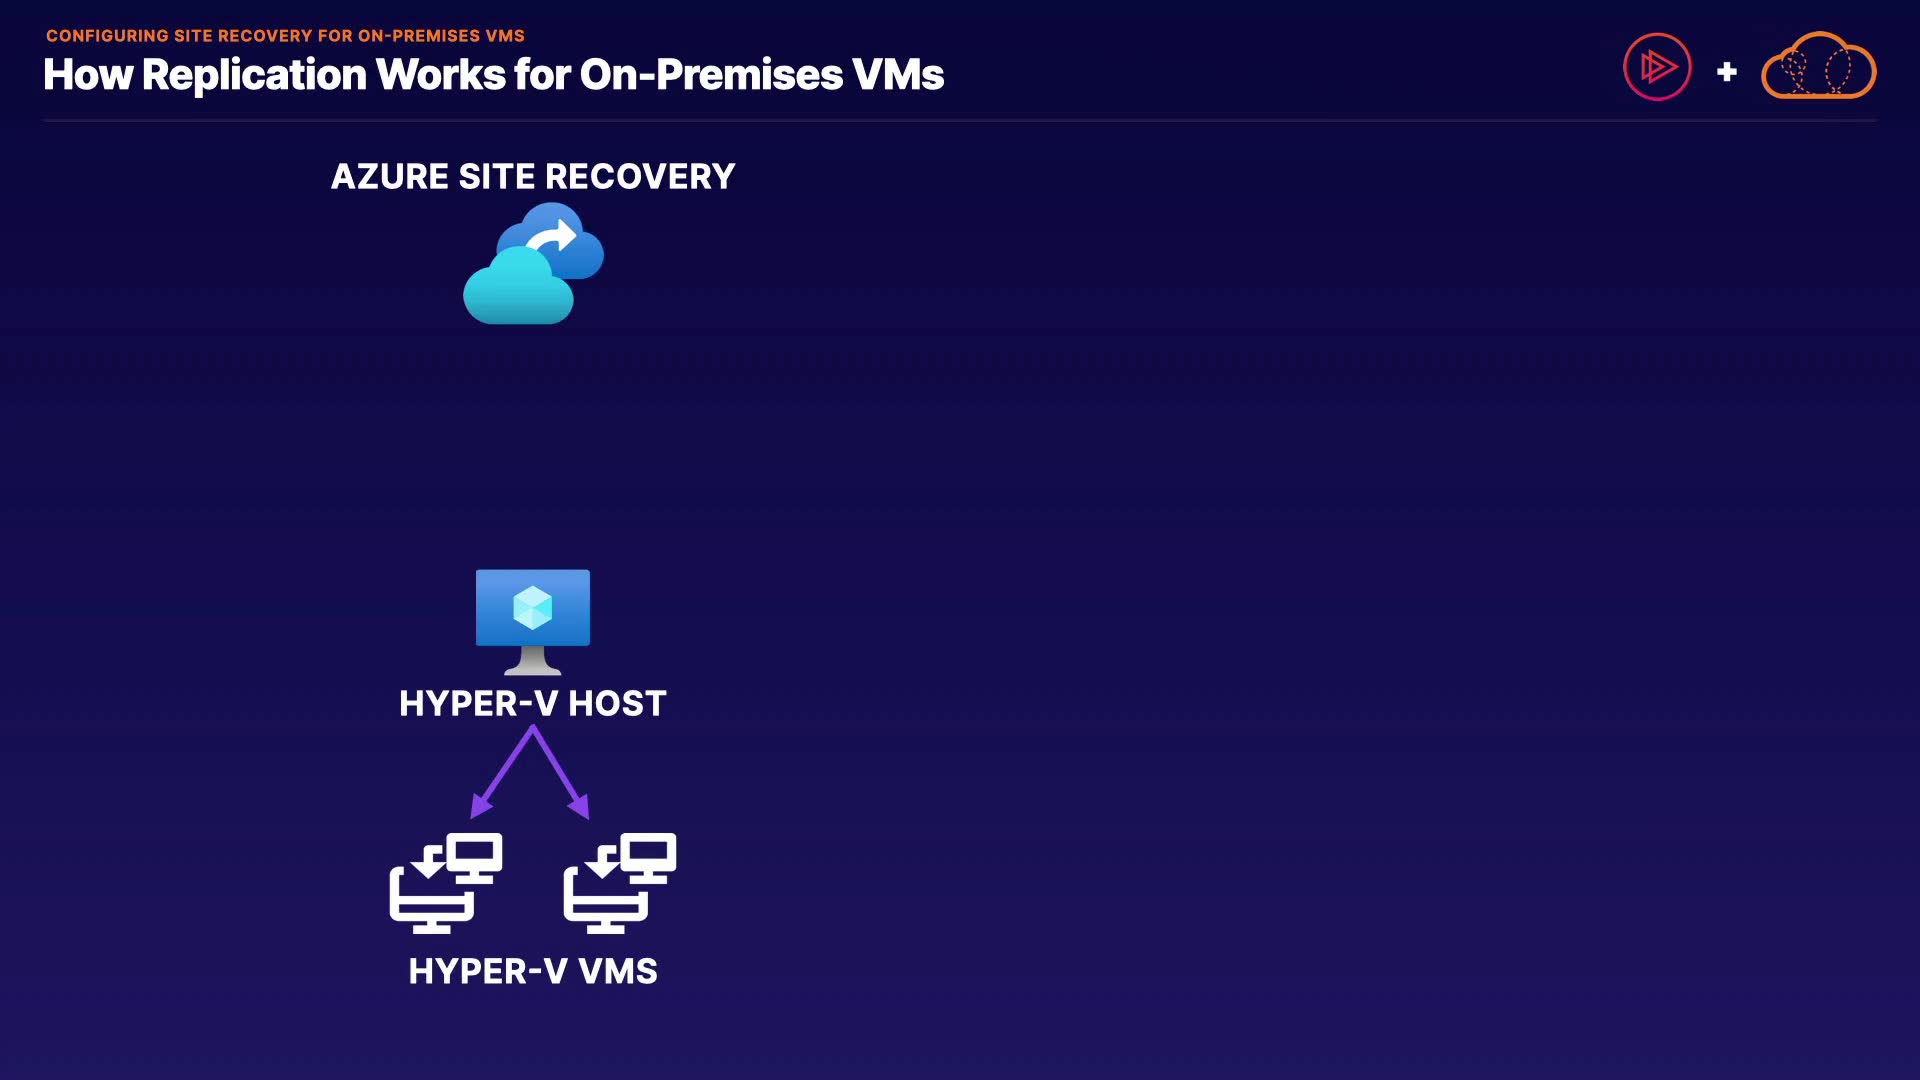 CONFIGURING SITE RECOVERY FOR ON-PREMISES VMS
How Replication Works for On-Premises VMs
AZURE SITE RECOVERY
HYPER-V HOST
HYPER-V VMS